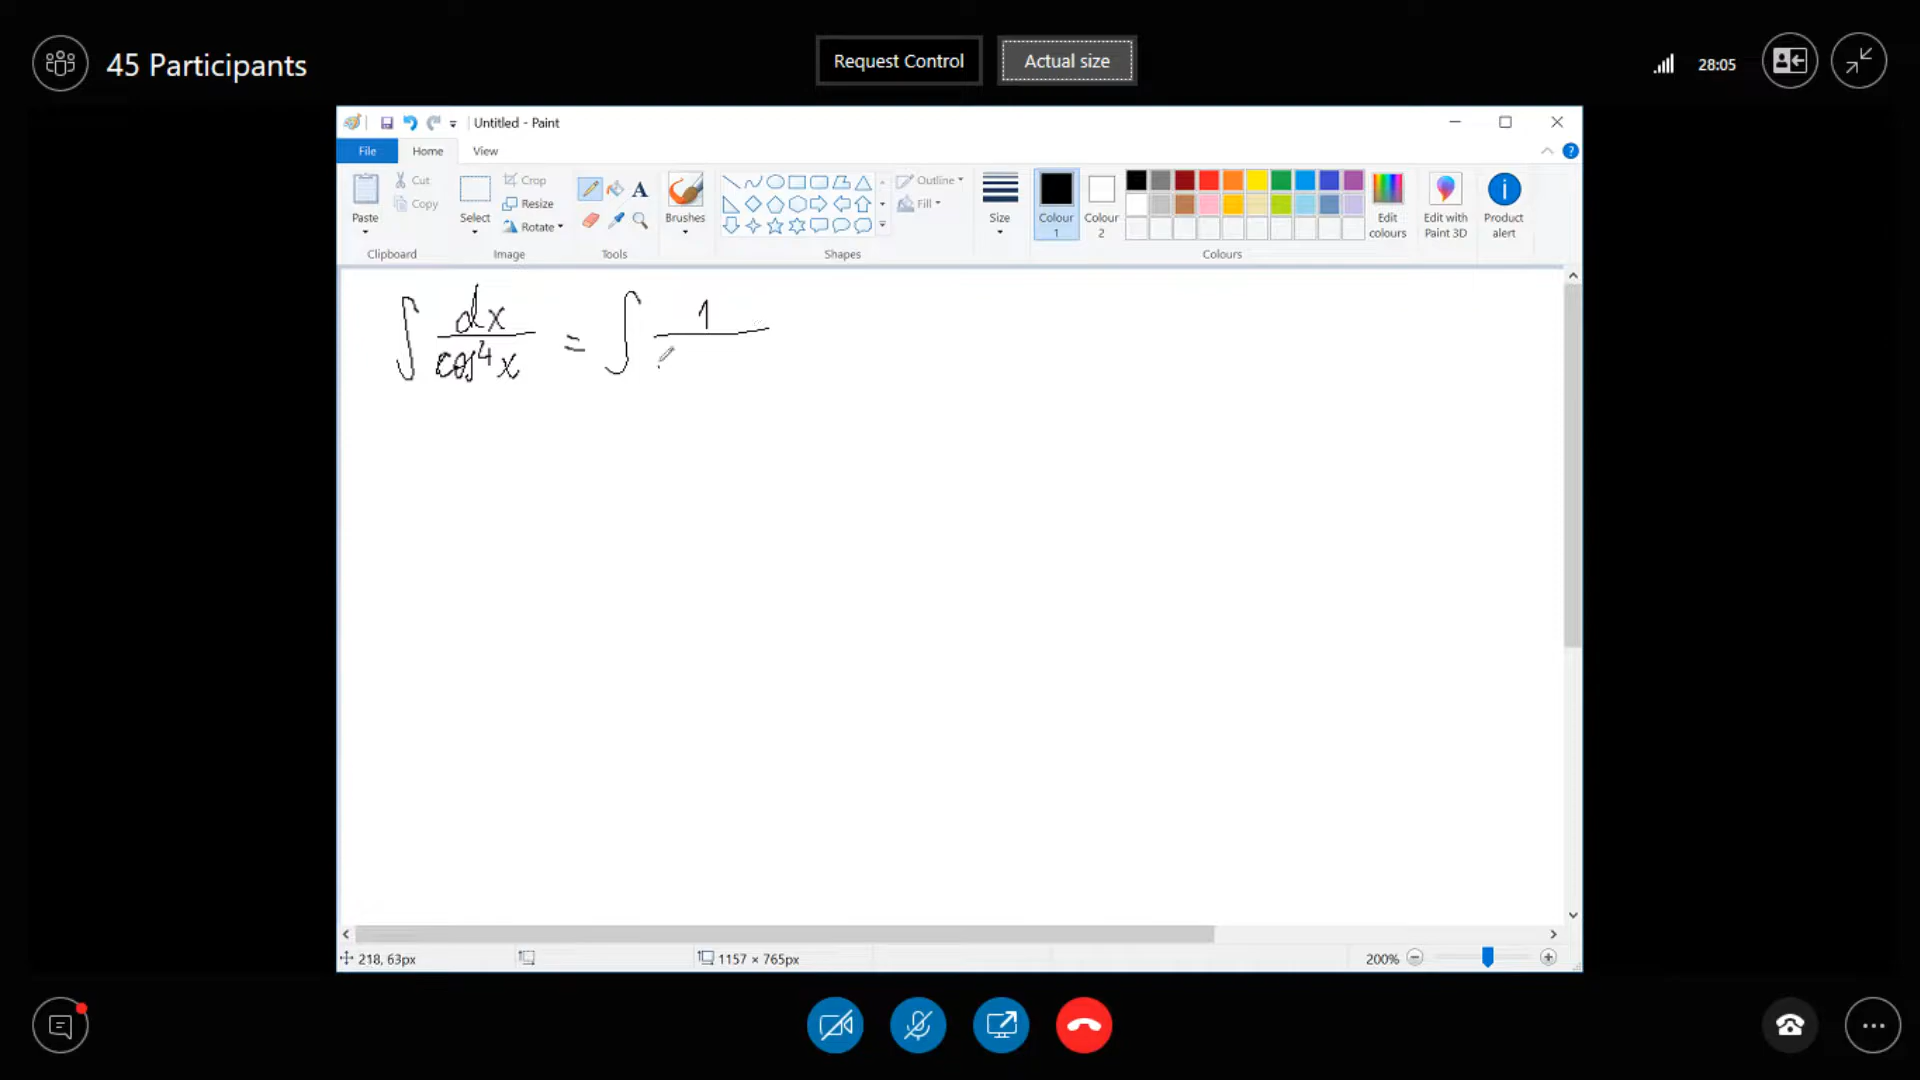 45 Participants
Request Control
Actual size
28:05
Untitled - Paint
File Home View
Paste
Cut
Copy
Clipboard
Select
Crop
Resize
Rotate
Image
A
Tools
Brushes
Outline
Fill
Shapes
Size
Colour 1
Colour 2
Edit colours
Edit with Paint 3D
Product alert
Colours
∫ dx / cos⁴x = ∫ 1 /
218, 63px
1157 × 765px
200%